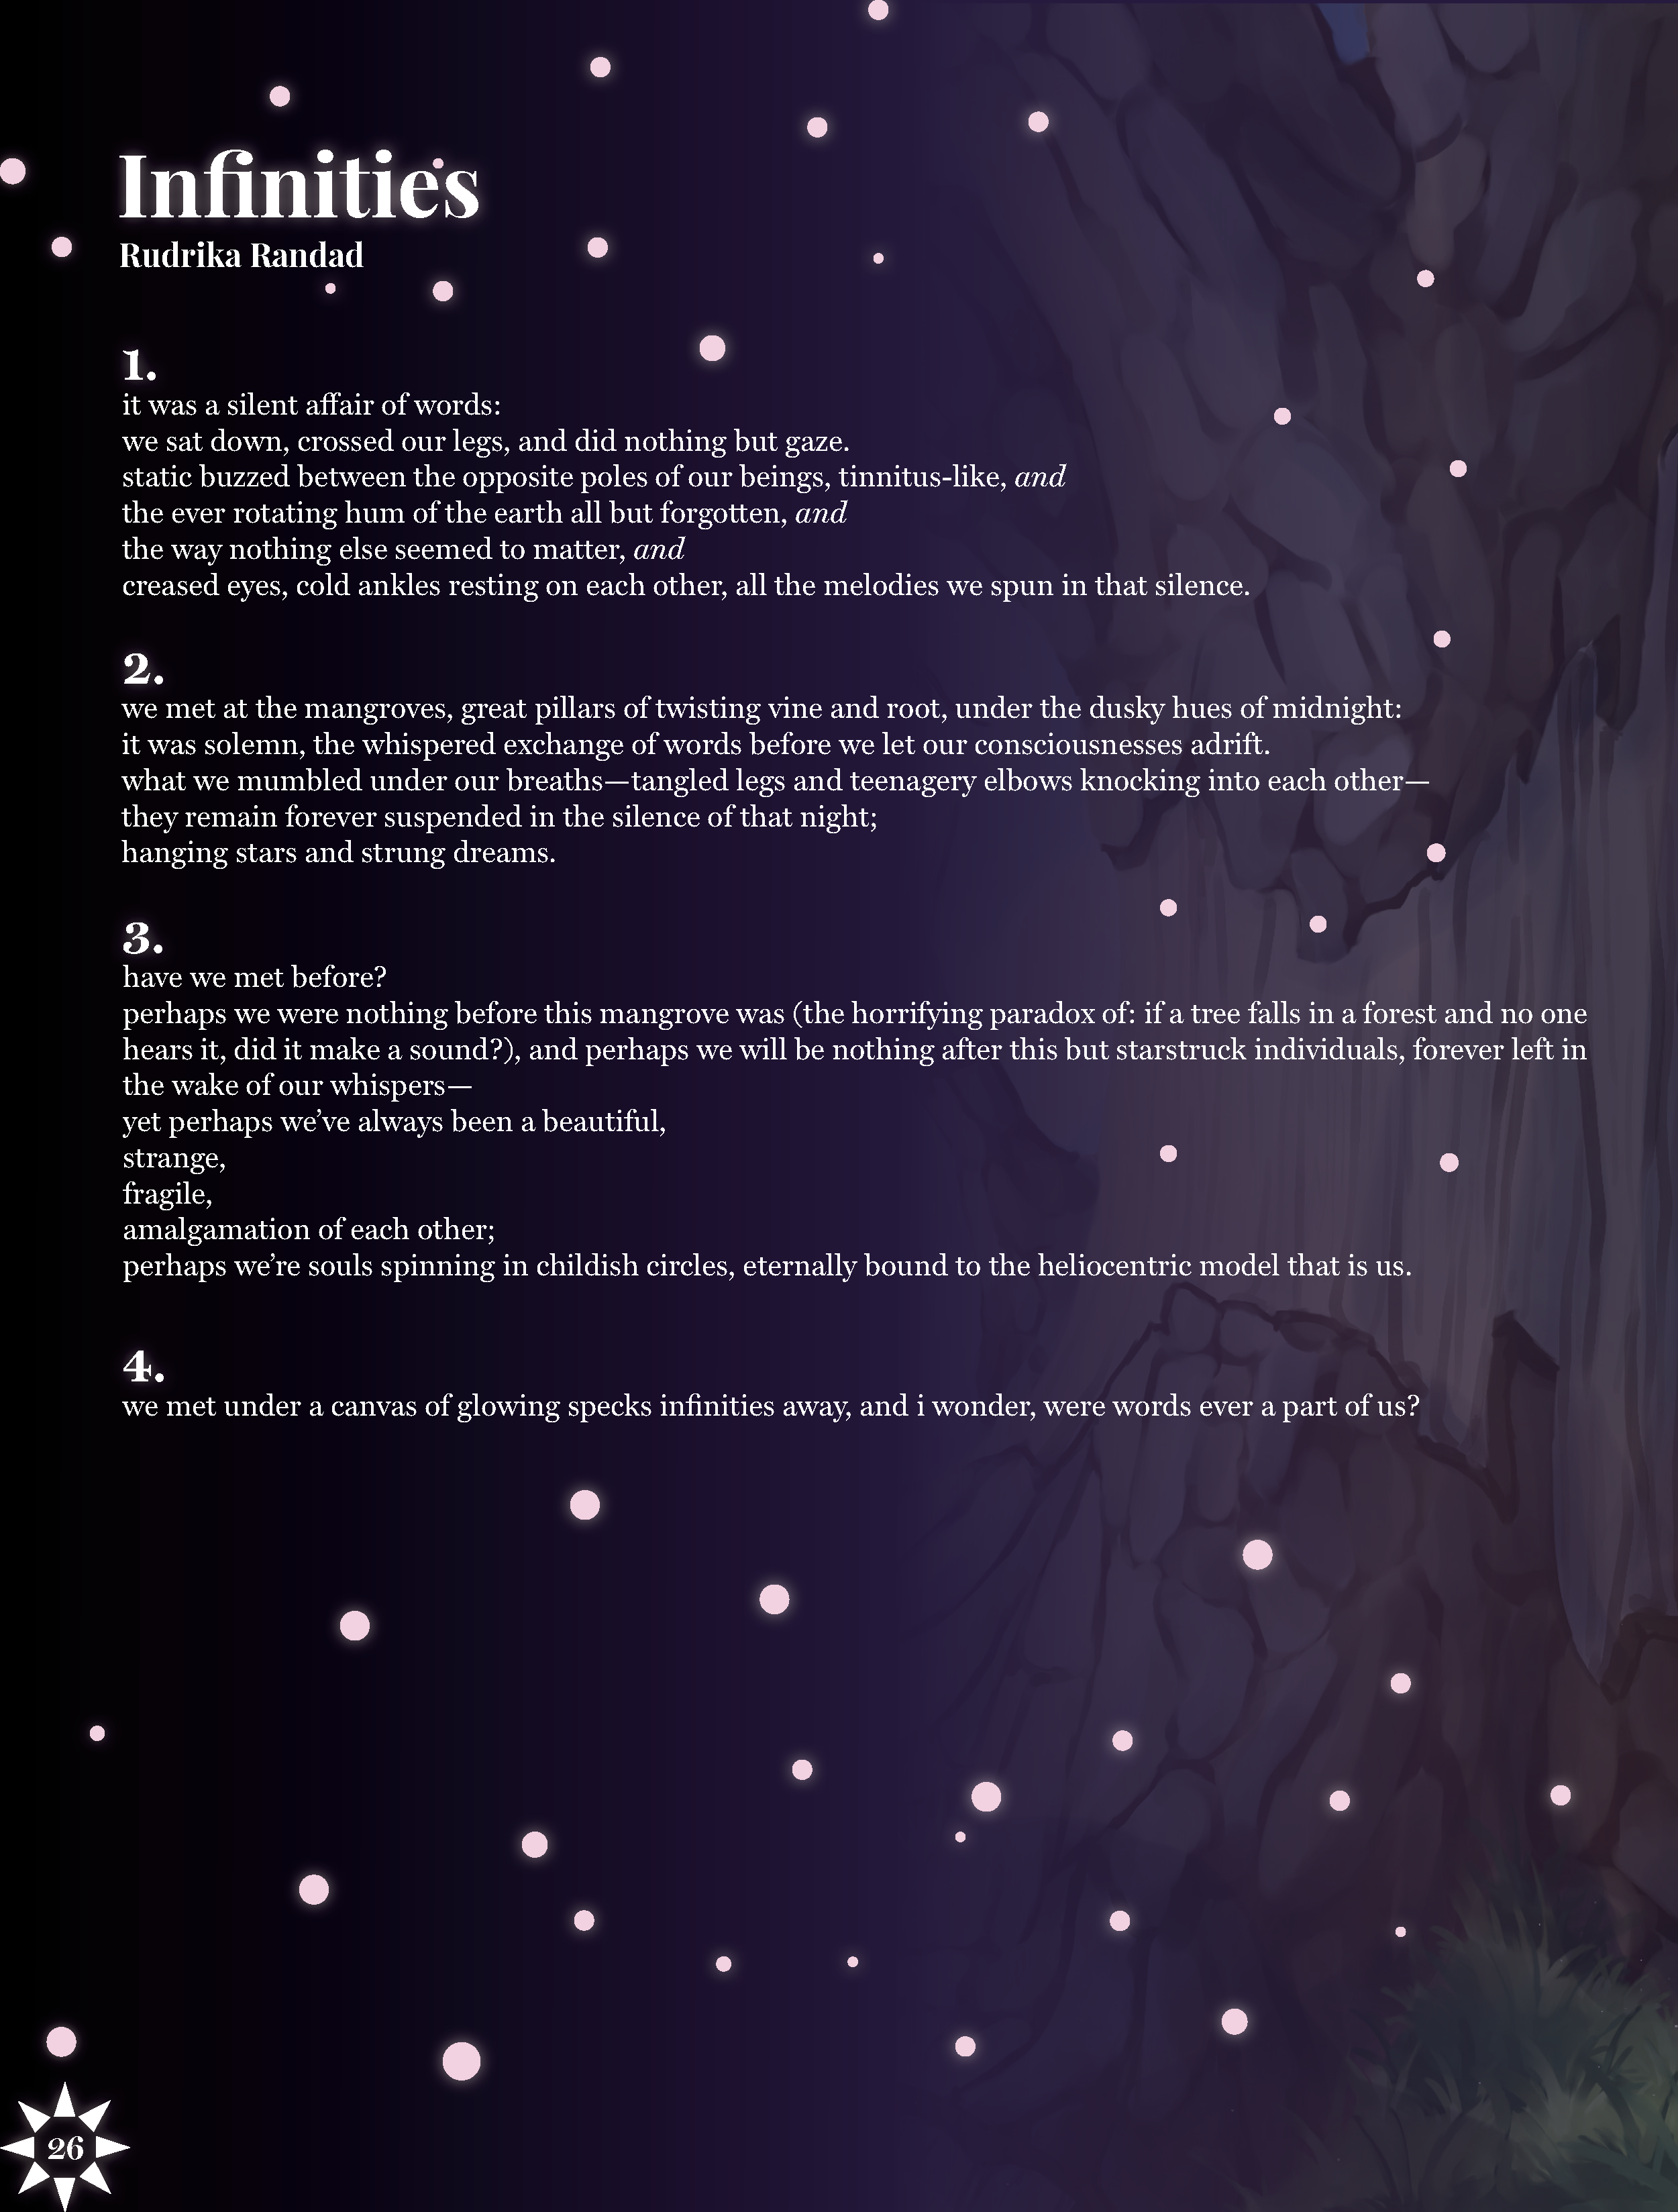 Infinities
Rudrika Randad
1.
it was a silent affair of words:
we sat down, crossed our legs, and did nothing but gaze.
static buzzed between the opposite poles of our beings, tinnitus-like, and
the ever rotating hum of the earth all but forgotten, and
the way nothing else seemed to matter, and
creased eyes, cold ankles resting on each other, all the melodies we spun in that silence.
2.
we met at the mangroves, great pillars of twisting vine and root, under the dusky hues of midnight:
it was solemn, the whispered exchange of words before we let our consciousnesses adrift.
what we mumbled under our breaths—tangled legs and teenagery elbows knocking into each other—
they remain forever suspended in the silence of that night;
hanging stars and strung dreams.
3.
have we met before?
perhaps we were nothing before this mangrove was (the horrifying paradox of: if a tree falls in a forest and no one
hears it, did it make a sound?), and perhaps we will be nothing after this but starstruck individuals, forever left in
the wake of our whispers—
yet perhaps we’ve always been a beautiful,
strange,
fragile,
amalgamation of each other;
perhaps we’re souls spinning in childish circles, eternally bound to the heliocentric model that is us.
4.
we met under a canvas of glowing specks infinities away, and i wonder, were words ever a part of us?
26